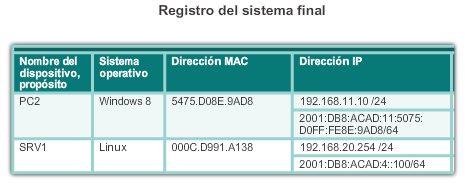 Registro del sistema final
Nombre del dispositivo, propósito Sistema operativo Dirección MAC Dirección IP
PC2 Windows 8 5475.D08E.9AD8 192.168.11.10 /24
2001:DB8:ACAD:11:5075:
D0FF:FE8E:9AD8/64
SRV1 Linux 000C.D991.A138 192.168.20.254 /24
2001:DB8:ACAD:4::100/64